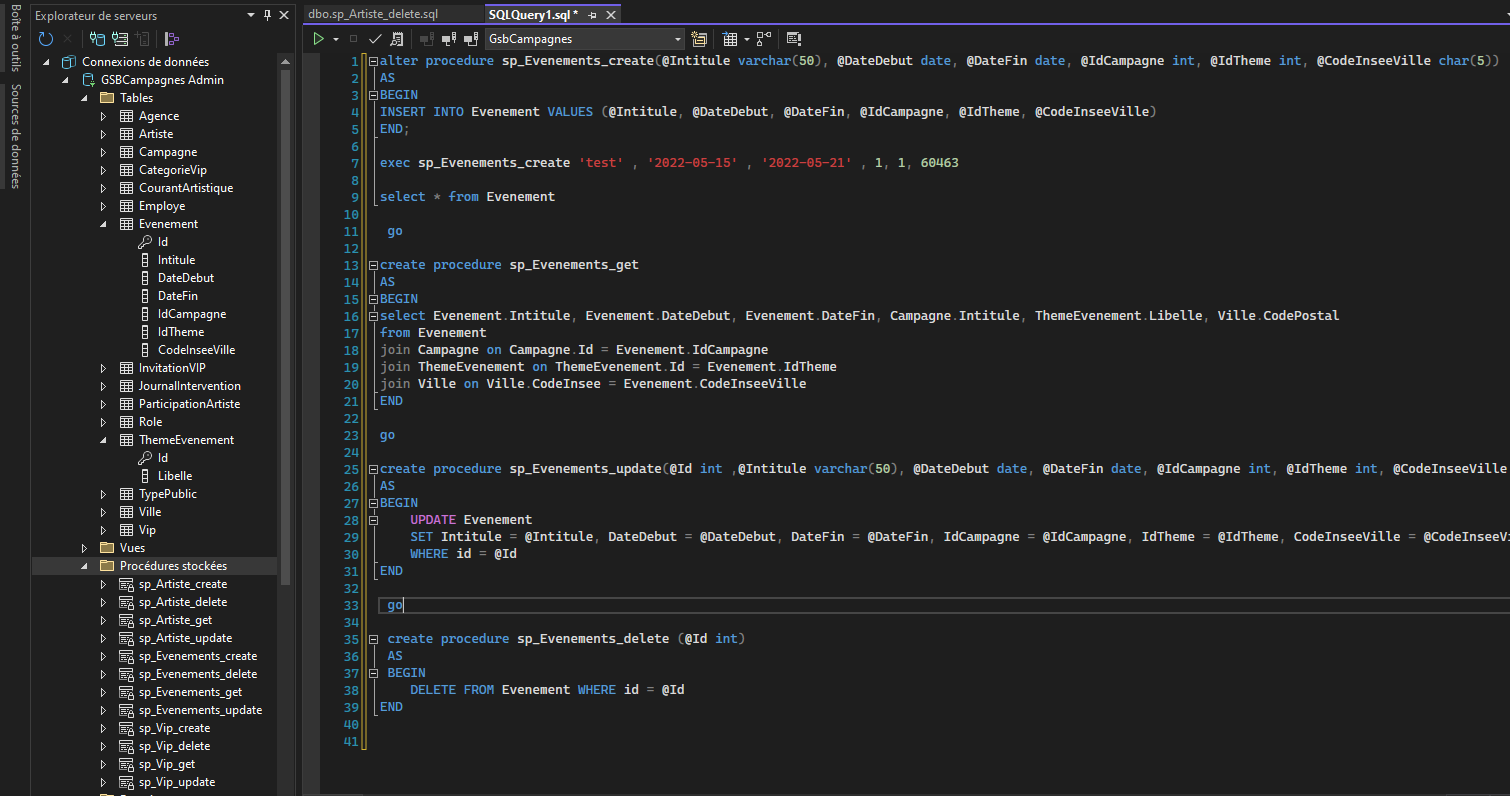 Boîte à outils
Sources de données
Explorateur de serveurs
Connexions de données
GSBCampagnes Admin
Tables
Agence
Artiste
Campagne
CategorieVip
CourantArtistique
Employe
Evenement
Id
Intitule
DateDebut
DateFin
IdCampagne
IdTheme
CodeInseeVille
InvitationVIP
JournalIntervention
ParticipationArtiste
Role
ThemeEvenement
Id
Libelle
TypePublic
Ville
Vip
Vues
Procédures stockées
sp_Artiste_create
sp_Artiste_delete
sp_Artiste_get
sp_Artiste_update
sp_Evenements_create
sp_Evenements_delete
sp_Evenements_get
sp_Evenements_update
sp_Vip_create
sp_Vip_delete
sp_Vip_get
sp_Vip_update
dbo.sp_Artiste_delete.sql
SQLQuery1.sql *
GsbCampagnes
1 alter procedure sp_Evenements_create(@Intitule varchar(50), @DateDebut date, @DateFin date, @IdCampagne int, @IdTheme int, @CodeInseeVille char(5))
2 AS
3 BEGIN
4 INSERT INTO Evenement VALUES (@Intitule, @DateDebut, @DateFin, @IdCampagne, @IdTheme, @CodeInseeVille)
5 END;
6
7 exec sp_Evenements_create 'test' , '2022-05-15' , '2022-05-21' , 1, 1, 60463
8
9 select * from Evenement
10
11 go
12
13 create procedure sp_Evenements_get
14 AS
15 BEGIN
16 select Evenement.Intitule, Evenement.DateDebut, Evenement.DateFin, Campagne.Intitule, ThemeEvenement.Libelle, Ville.CodePostal
17 from Evenement
18 join Campagne on Campagne.Id = Evenement.IdCampagne
19 join ThemeEvenement on ThemeEvenement.Id = Evenement.IdTheme
20 join Ville on Ville.CodeInsee = Evenement.CodeInseeVille
21 END
22
23 go
24
25 create procedure sp_Evenements_update(@Id int ,@Intitule varchar(50), @DateDebut date, @DateFin date, @IdCampagne int, @IdTheme int, @CodeInseeVille
26 AS
27 BEGIN
28 UPDATE Evenement
29 SET Intitule = @Intitule, DateDebut = @DateDebut, DateFin = @DateFin, IdCampagne = @IdCampagne, IdTheme = @IdTheme, CodeInseeVille = @CodeInseeVi
30 WHERE id = @Id
31 END
32
33 go
34
35 create procedure sp_Evenements_delete (@Id int)
36 AS
37 BEGIN
38 DELETE FROM Evenement WHERE id = @Id
39 END
40
41